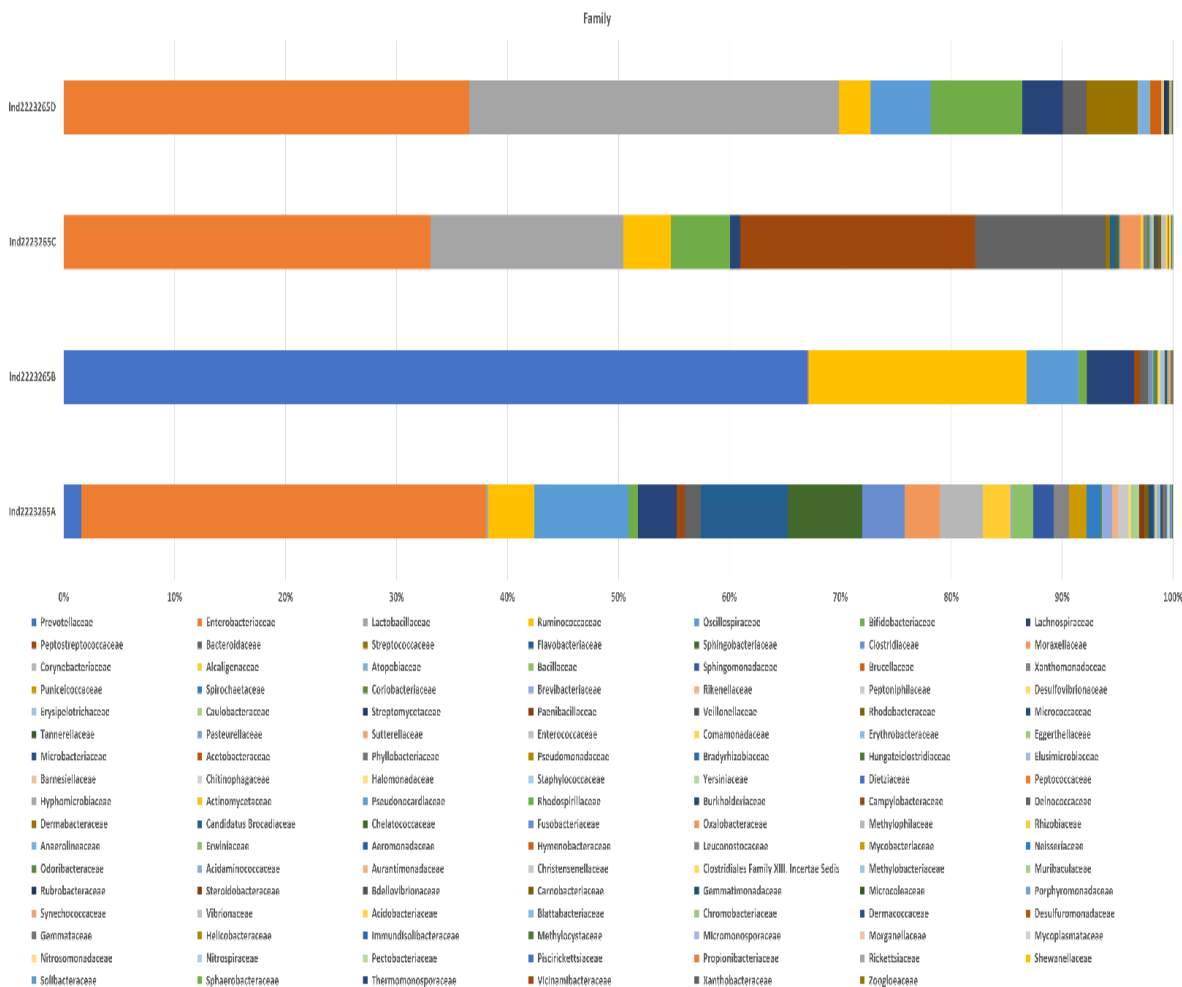 Family
Ind2223265D
Ind2223265C
Ind2223265B
Ind2223265A
0% 10% 20% 30% 40% 50% 60% 70% 80% 90% 100%
Prevotellaceae Enterobacteriaceae Lactobacillaceae Ruminococcaceae Oscillospiraceae Bifidobacteriaceae Lachnospiraceae
Peptostreptococcaceae Bacteroidaceae Streptococcaceae Flavobacteriaceae Sphingobacteriaceae Clostridiaceae Moraxellaceae
Corynebacteriaceae Alcaligenaceae Atopobiaceae Bacillaceae Sphingomonadaceae Brucellaceae Xanthomonadaceae
Puniceicoccaceae Spirochaetaceae Coriobacteriaceae Brevibacteriaceae Rikenellaceae Peptoniphilaceae Desulfovibrionaceae
Erysipelotrichaceae Caulobacteraceae Streptomycetaceae Paenibacillaceae Veillonellaceae Rhodobacteraceae Micrococcaceae
Tannerellaceae Pasteurellaceae Sutterellaceae Enterococcaceae Comamonadaceae Erythrobacteraceae Eggerthellaceae
Microbacteriaceae Acetobacteraceae Phyllobacteriaceae Pseudomonadaceae Bradyrhizobiaceae Hungateiclostridiaceae Elusimicrobiaceae
Barnesiellaceae Chitinophagaceae Halomonadaceae Staphylococcaceae Yersiniaceae Dietziaceae Peptococcaceae
Hyphomicrobiaceae Actinomycetaceae Pseudonocardiaceae Rhodospirillaceae Burkholderiaceae Campylobacteraceae Deinococcaceae
Dermabacteraceae Candidatus Brocadiaceae Chelatococcaceae Fusobacteriaceae Oxalobacteraceae Methylophilaceae Rhizobiaceae
Anaerolineaceae Erwiniaceae Aeromonadaceae Hymenobacteraceae Leuconostocaceae Mycobacteriaceae Neisseriaceae
Odoribacteraceae Acidaminococcaceae Aurantimonadaceae Christensenellaceae Clostridiales Family XIII. Incertae Sedis Methylobacteriaceae Muribaculaceae
Rubrobacteraceae Steroidobacteraceae Bdellovibrionaceae Carnobacteriaceae Gemmatimonadaceae Microcoleaceae Porphyromonadaceae
Synechococcaceae Vibrionaceae Acidobacteriaceae Blattabacteriaceae Chromobacteriaceae Dermacoccaceae Desulfuromonadaceae
Gemmataceae Helicobacteraceae Immundisolibacteraceae Methylocystaceae Micromonosporaceae Morganellaceae Mycoplasmataceae
Nitrosomonadaceae Nitrospiraceae Pectobacteriaceae Piscirickettsiaceae Propionibacteriaceae Rickettsiaceae Shewanellaceae
Solibacteraceae Sphaerobacteraceae Thermomonosporaceae Vicinamibacteraceae Xanthobacteraceae Zoogloeaceae